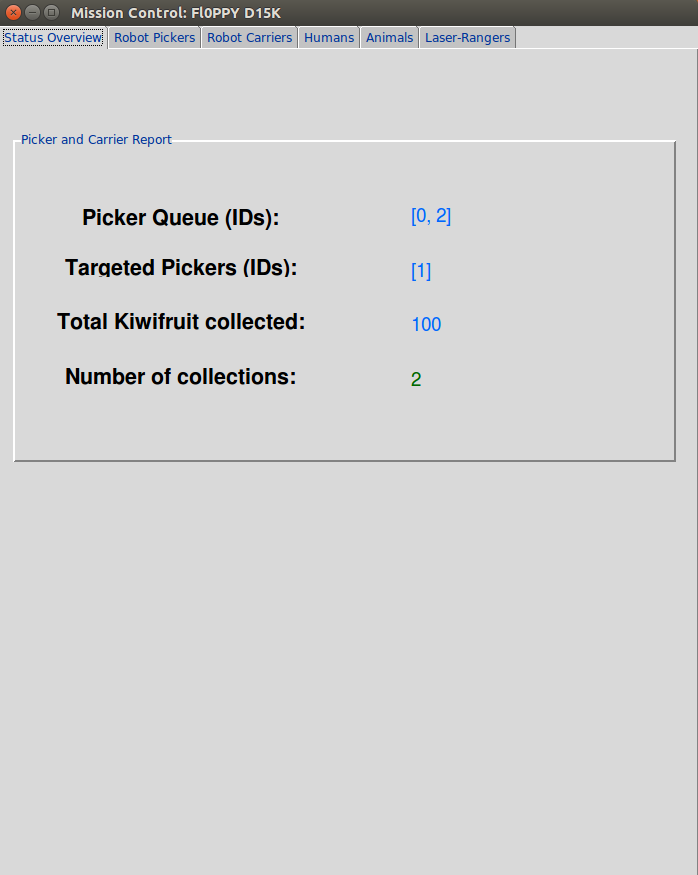 Mission Control: Fl0PPY D15K
Status Overview Robot Pickers Robot Carriers Humans Animals Laser-Rangers
Picker and Carrier Report
Picker Queue (IDs): [0, 2]
Targeted Pickers (IDs): [1]
Total Kiwifruit collected: 100
Number of collections: 2